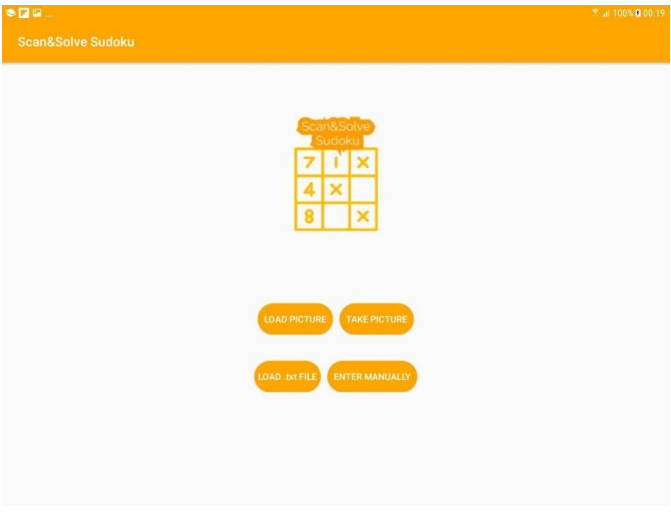 ... 100% 00:19
Scan&Solve Sudoku
Scan&Solve
Sudoku
7 1 X
4 X
8 X
LOAD PICTURE TAKE PICTURE
LOAD .txt FILE ENTER MANUALLY